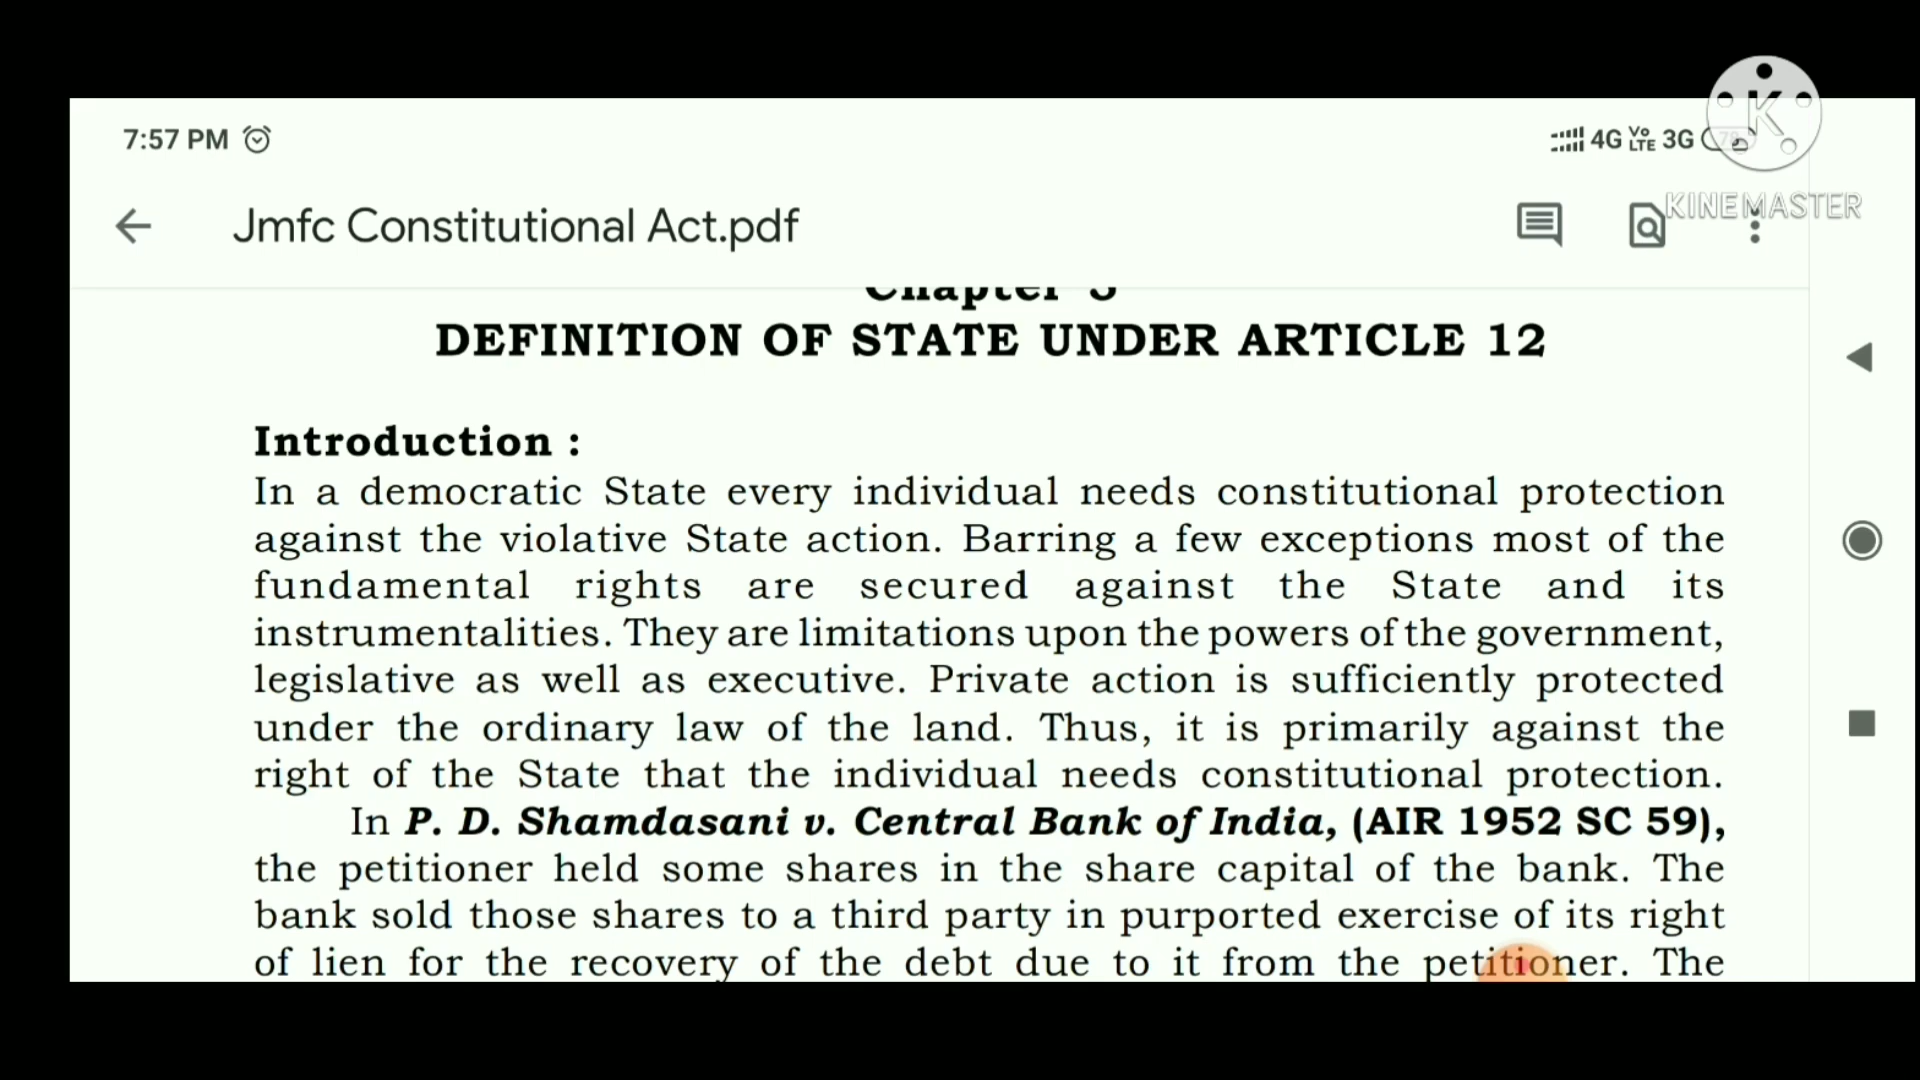 7:57 PM
4G Vo LTE 3G
KINEMASTER
Jmfc Constitutional Act.pdf
Chapter
DEFINITION OF STATE UNDER ARTICLE 12
Introduction :
In a democratic State every individual needs constitutional protection
against the violative State action. Barring a few exceptions most of the
fundamental rights are secured against the State and its
instrumentalities. They are limitations upon the powers of the government,
legislative as well as executive. Private action is sufficiently protected
under the ordinary law of the land. Thus, it is primarily against the
right of the State that the individual needs constitutional protection.
In P. D. Shamdasani v. Central Bank of India, (AIR 1952 SC 59),
the petitioner held some shares in the share capital of the bank. The
bank sold those shares to a third party in purported exercise of its right
of lien for the recovery of the debt due to it from the petitioner. The